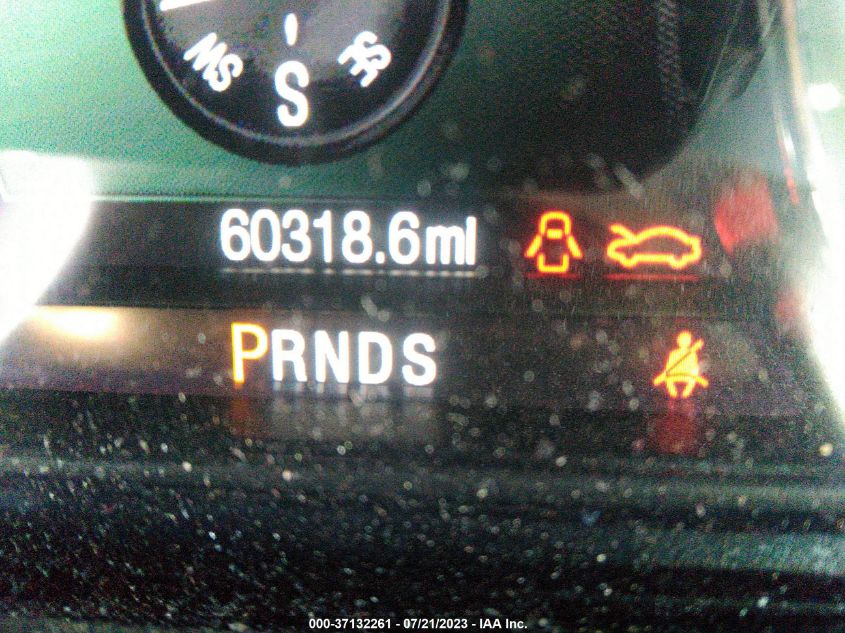 SW S SE
60318.6mi
PRNDS
000-37132261 - 07/21/2023 - IAA Inc.